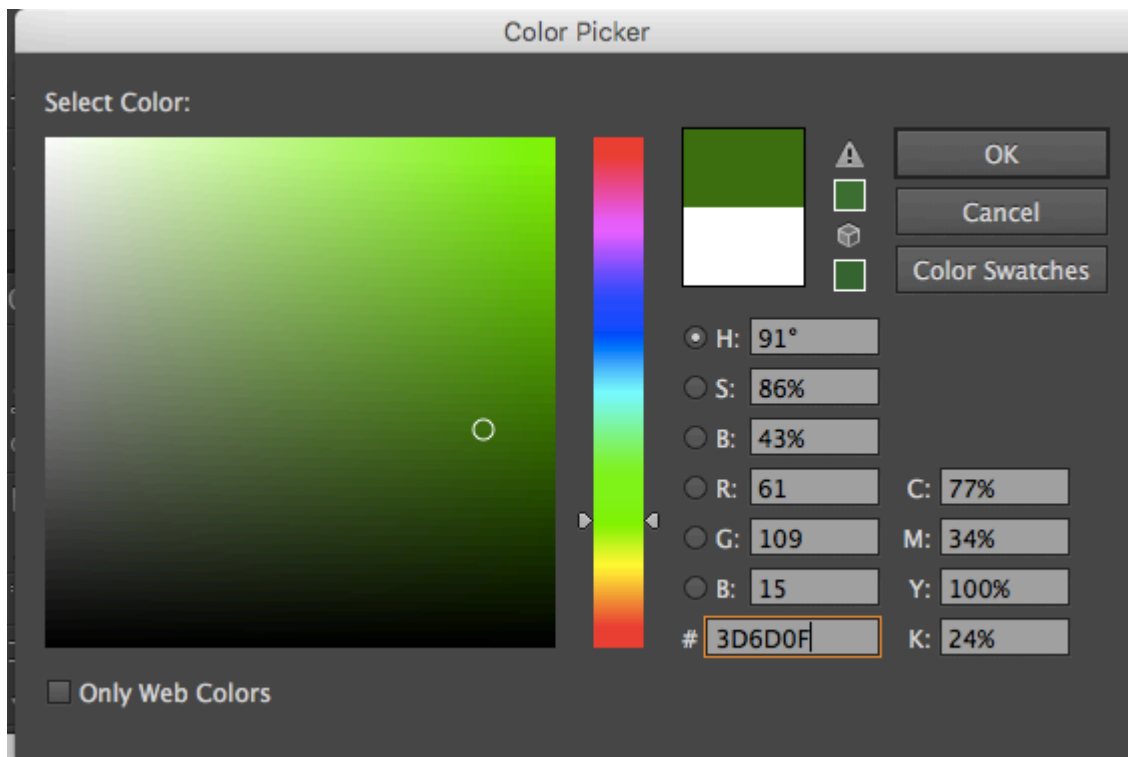 Color Picker
Select Color:
OK
Cancel
Color Swatches
H: 91°
S: 86%
B: 43%
R: 61 C: 77%
G: 109 M: 34%
B: 15 Y: 100%
# 3D6D0F K: 24%
Only Web Colors